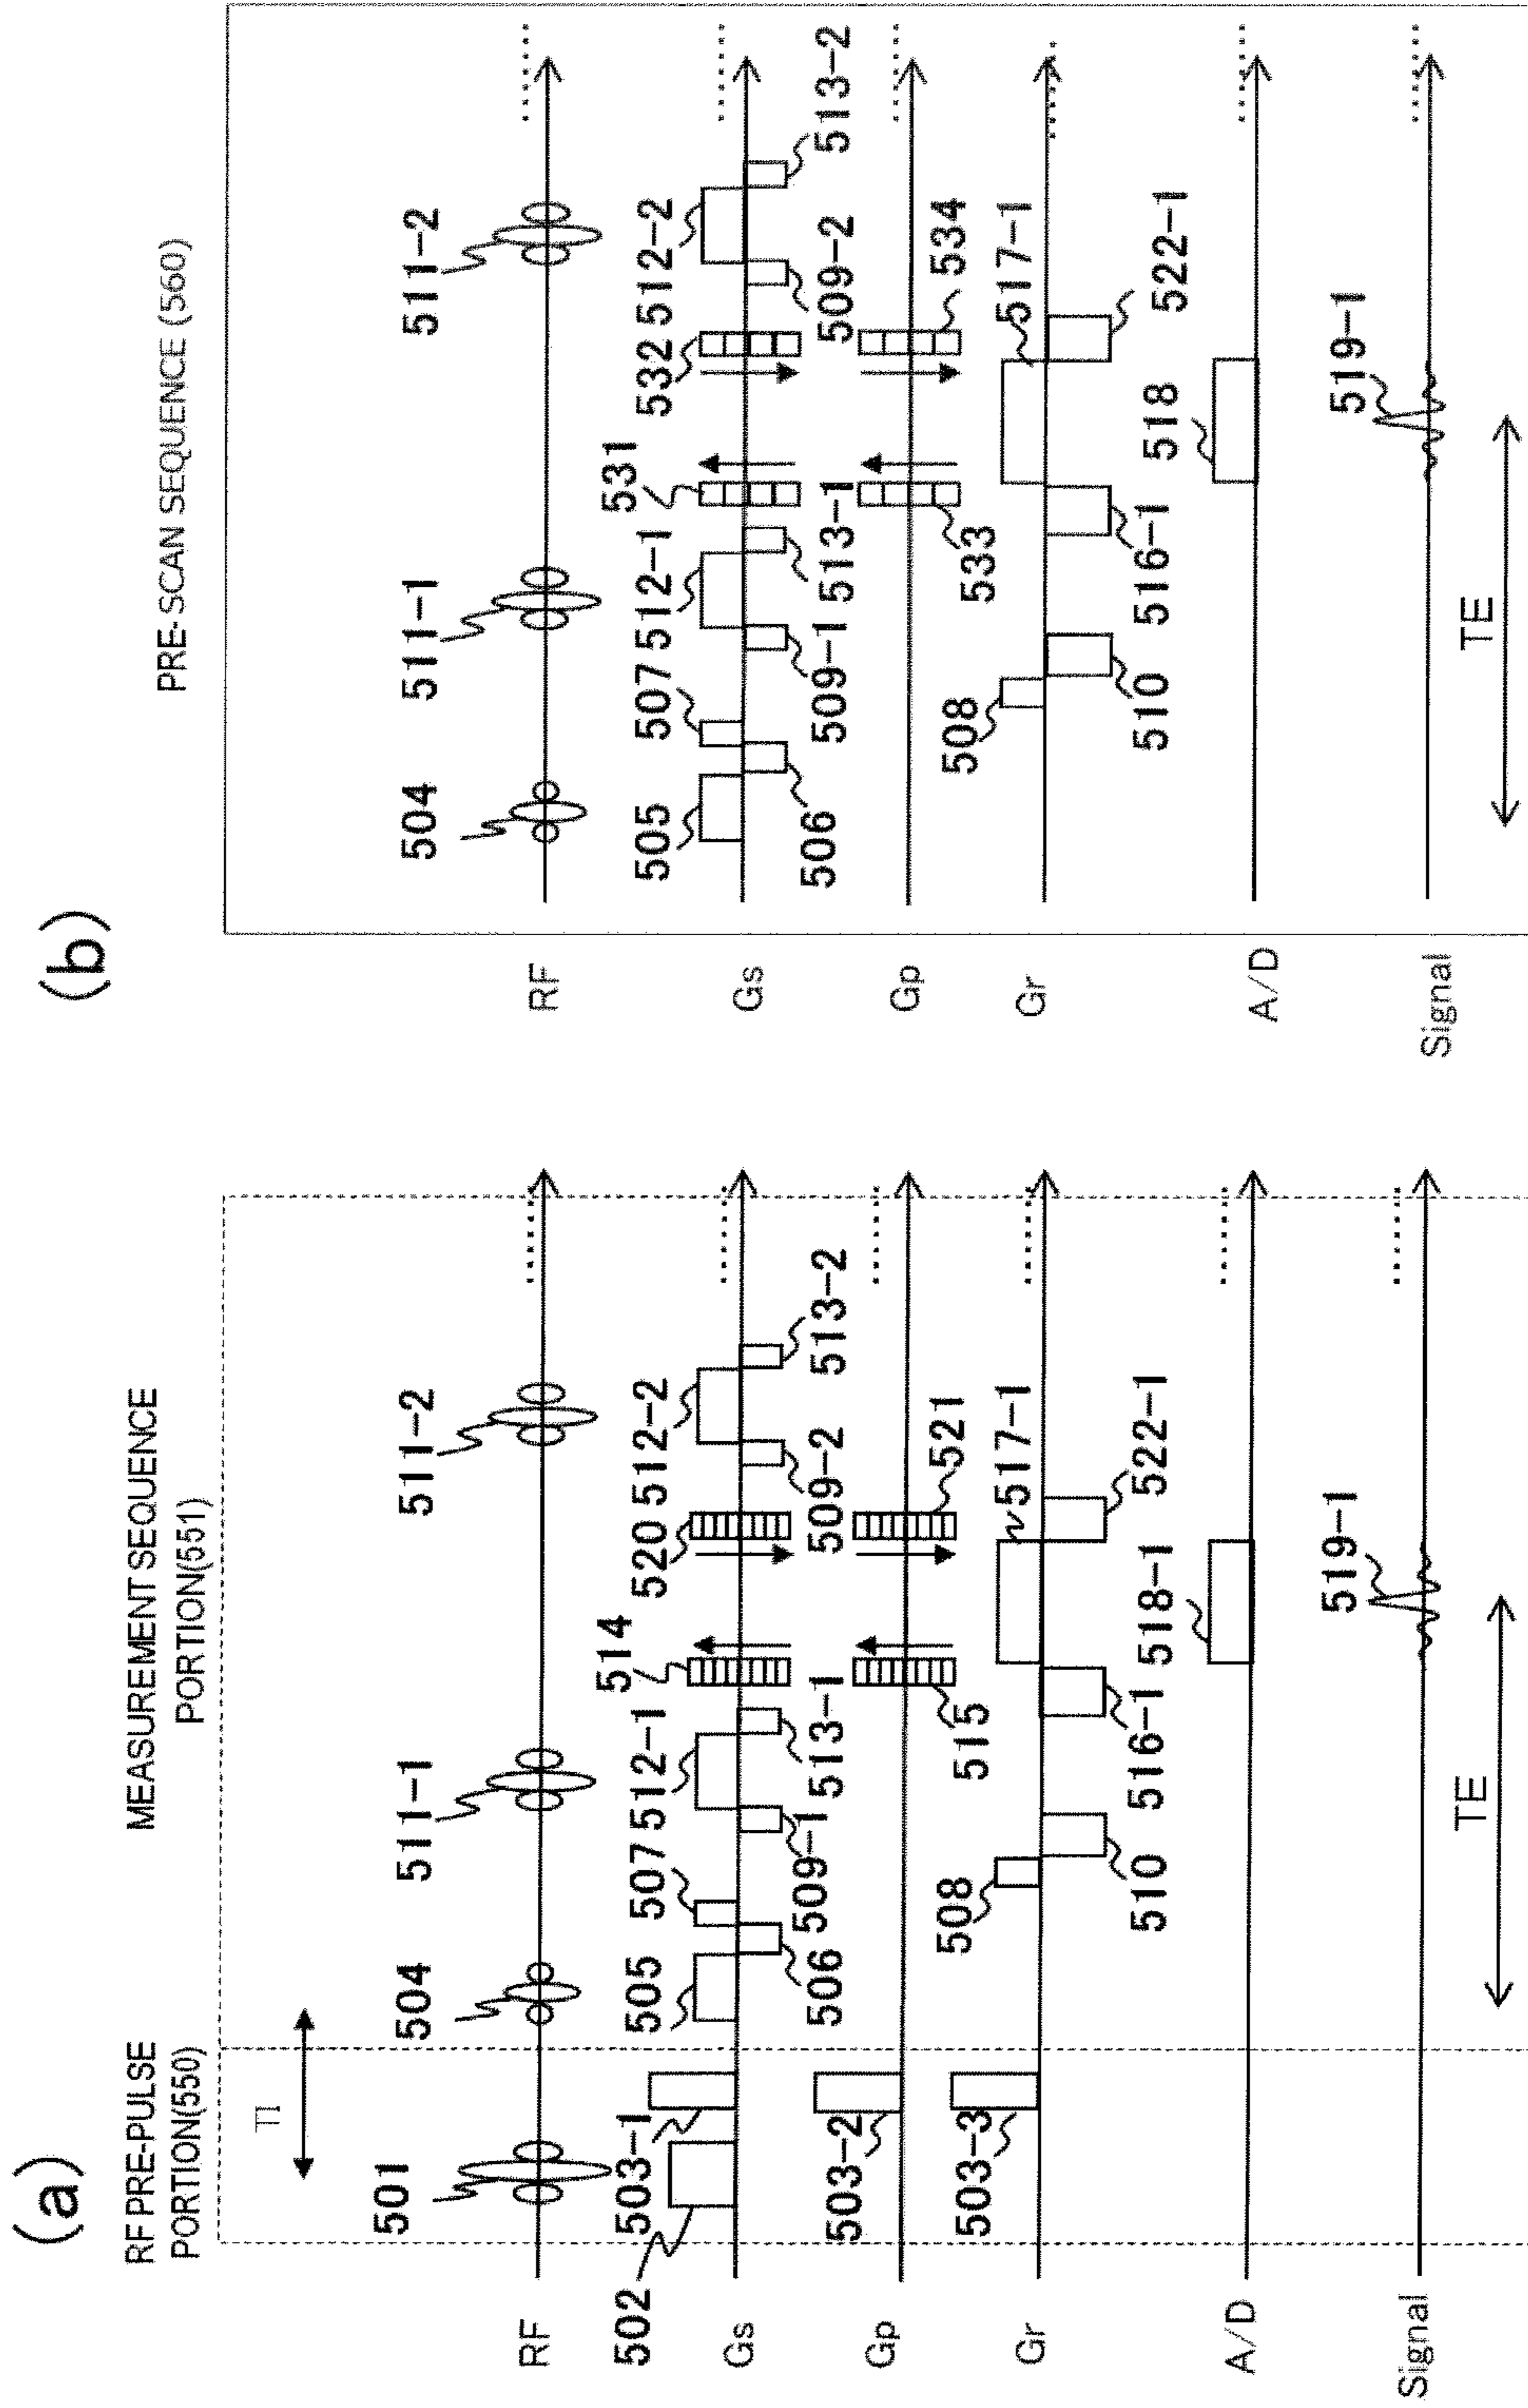 (a)
RF PRE-PULSE
PORTION(550)
MEASUREMENT SEQUENCE
PORTION(551)
TI
RF
501
504
511-1
511-2
Gs
502
503-1
505
506
507
509-1
512-1
513-1
514
520
509-2
512-2
513-2
Gp
503-2
515
521
Gr
503-3
508
510
516-1
517-1
522-1
A/D
518-1
Signal
519-1
TE
(b)
PRE-SCAN SEQUENCE (560)
RF
504
511-1
511-2
Gs
505
506
507
509-1
512-1
513-1
531
532
509-2
512-2
513-2
Gp
533
534
Gr
508
510
516-1
517-1
522-1
A/D
518
Signal
519-1
TE